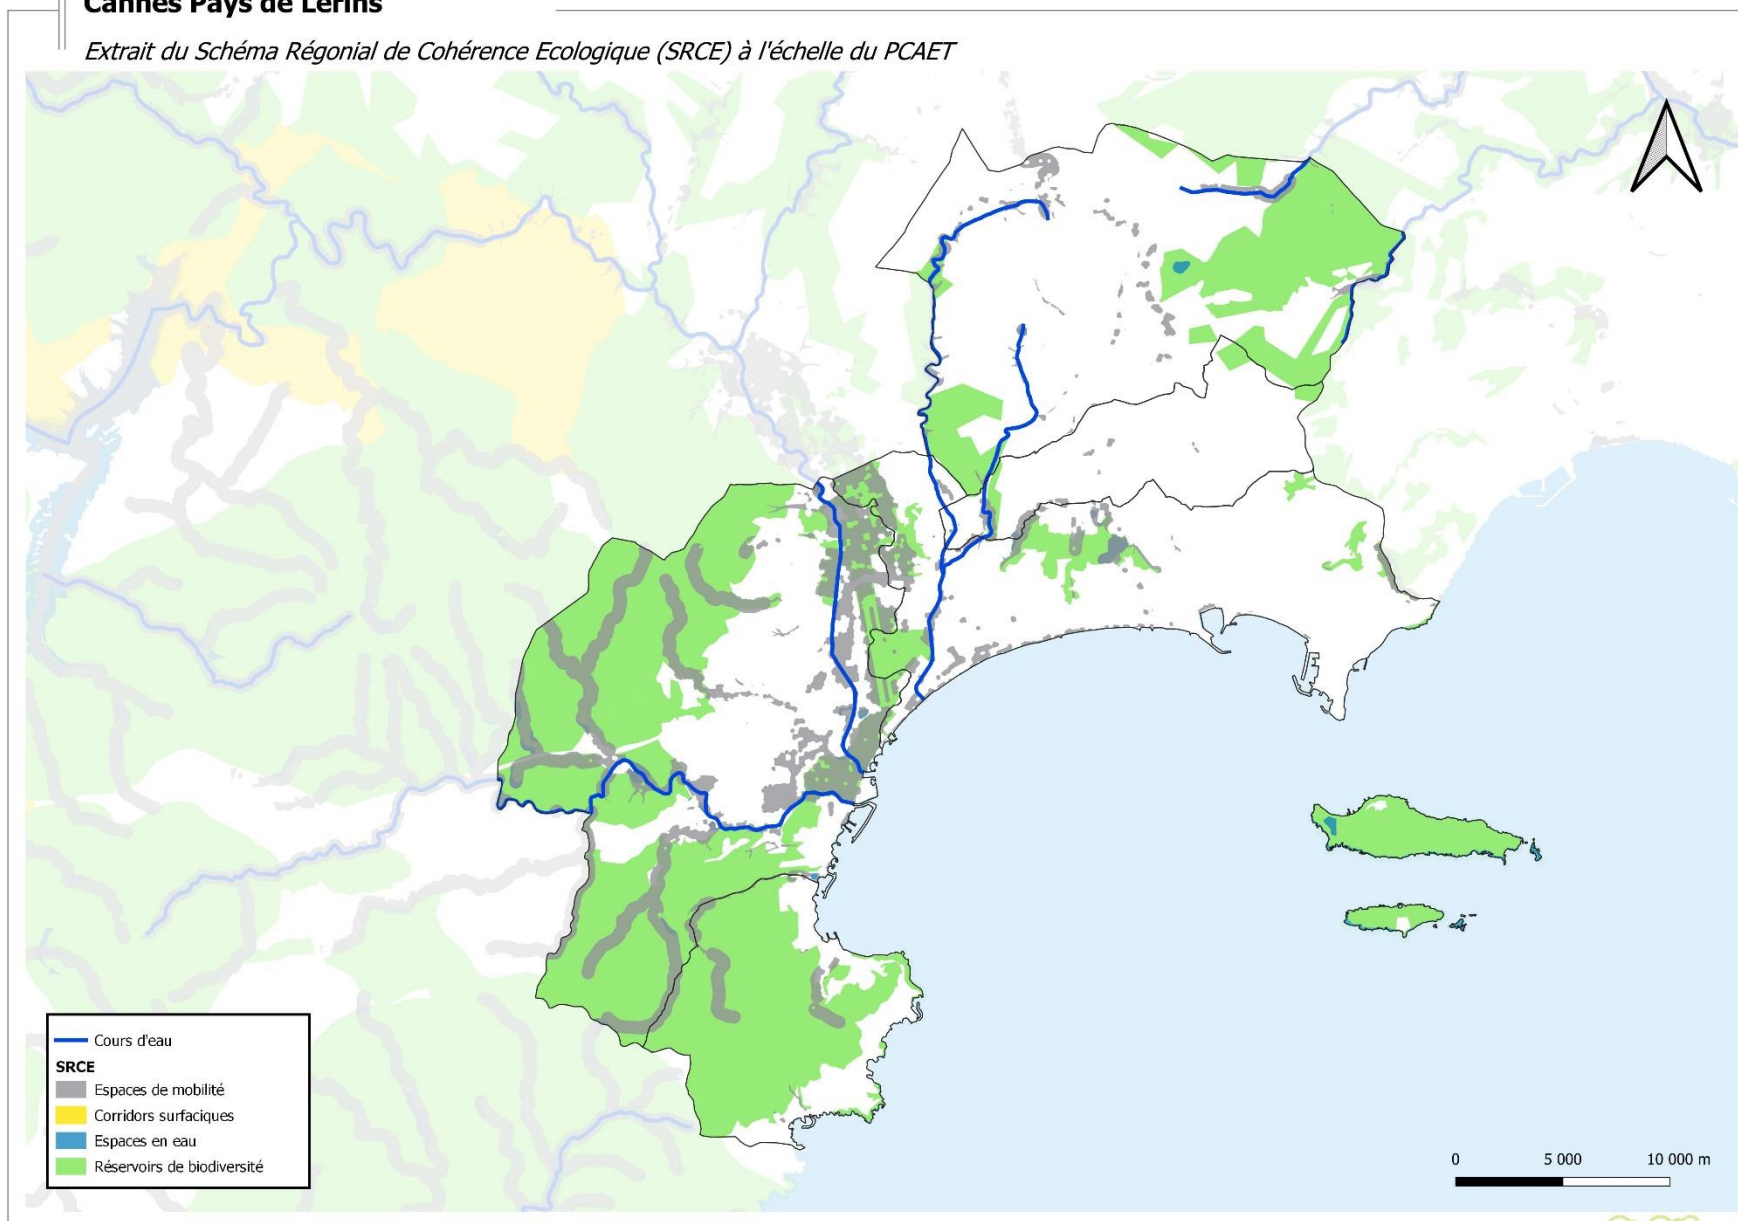 Cannes Pays de Lérins
Extrait du Schéma Régonial de Cohérence Ecologique (SRCE) à l'échelle du PCAET
Cours d'eau
SRCE
Espaces de mobilité
Corridors surfaciques
Espaces en eau
Réservoirs de biodiversité
0 5 000 10 000 m